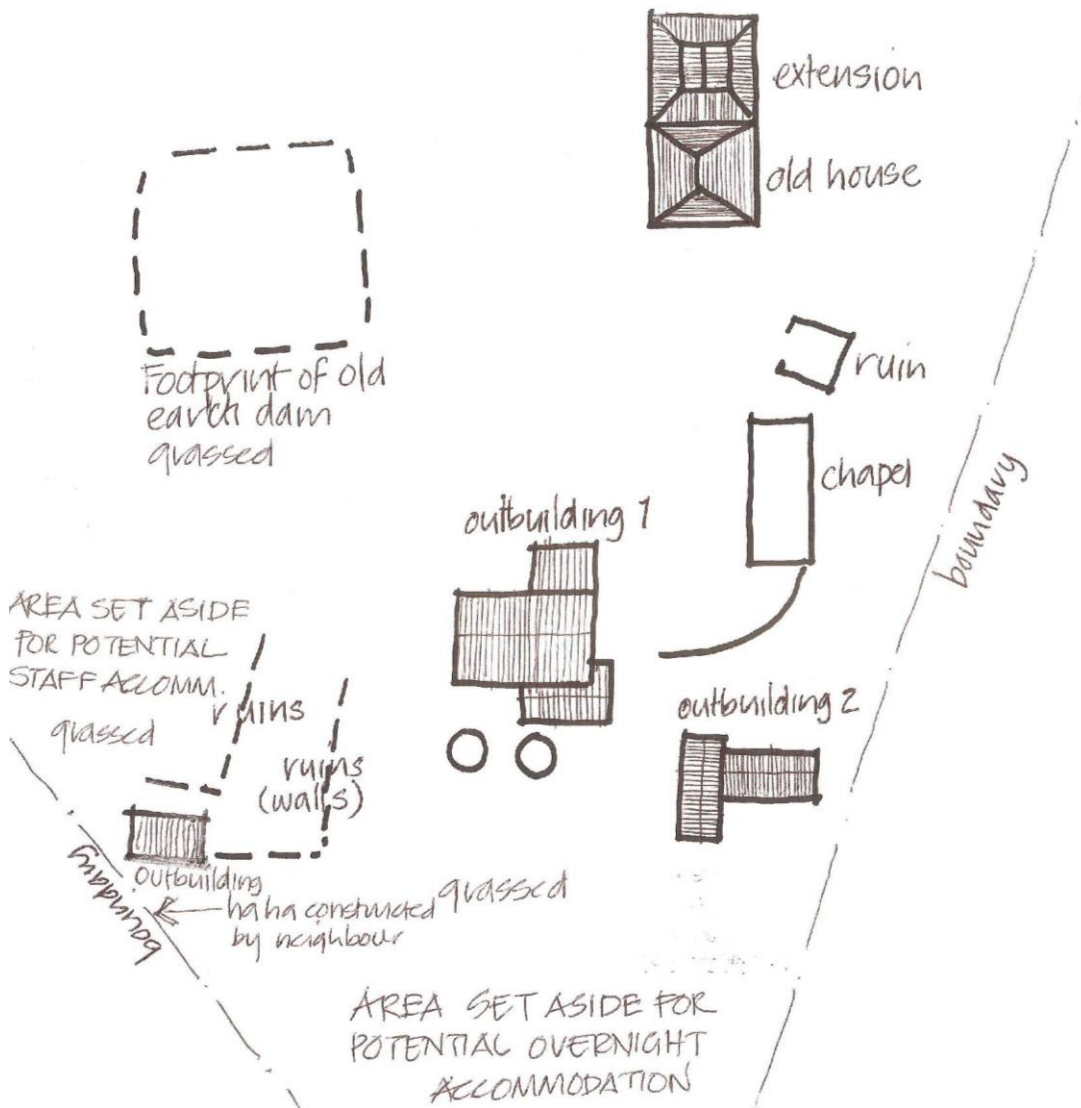 extension
old house
Footprint of old
earth dam
grassed
ruin
chapel
boundary
outbuilding 1
AREA SET ASIDE
FOR POTENTIAL
STAFF ACCOMM.
grassed
ruins
ruins
(walls)
outbuilding 2
outbuilding
boundary
ha ha constructed
by neighbour
grassed
AREA SET ASIDE FOR
POTENTIAL OVERNIGHT
ACCOMMODATION